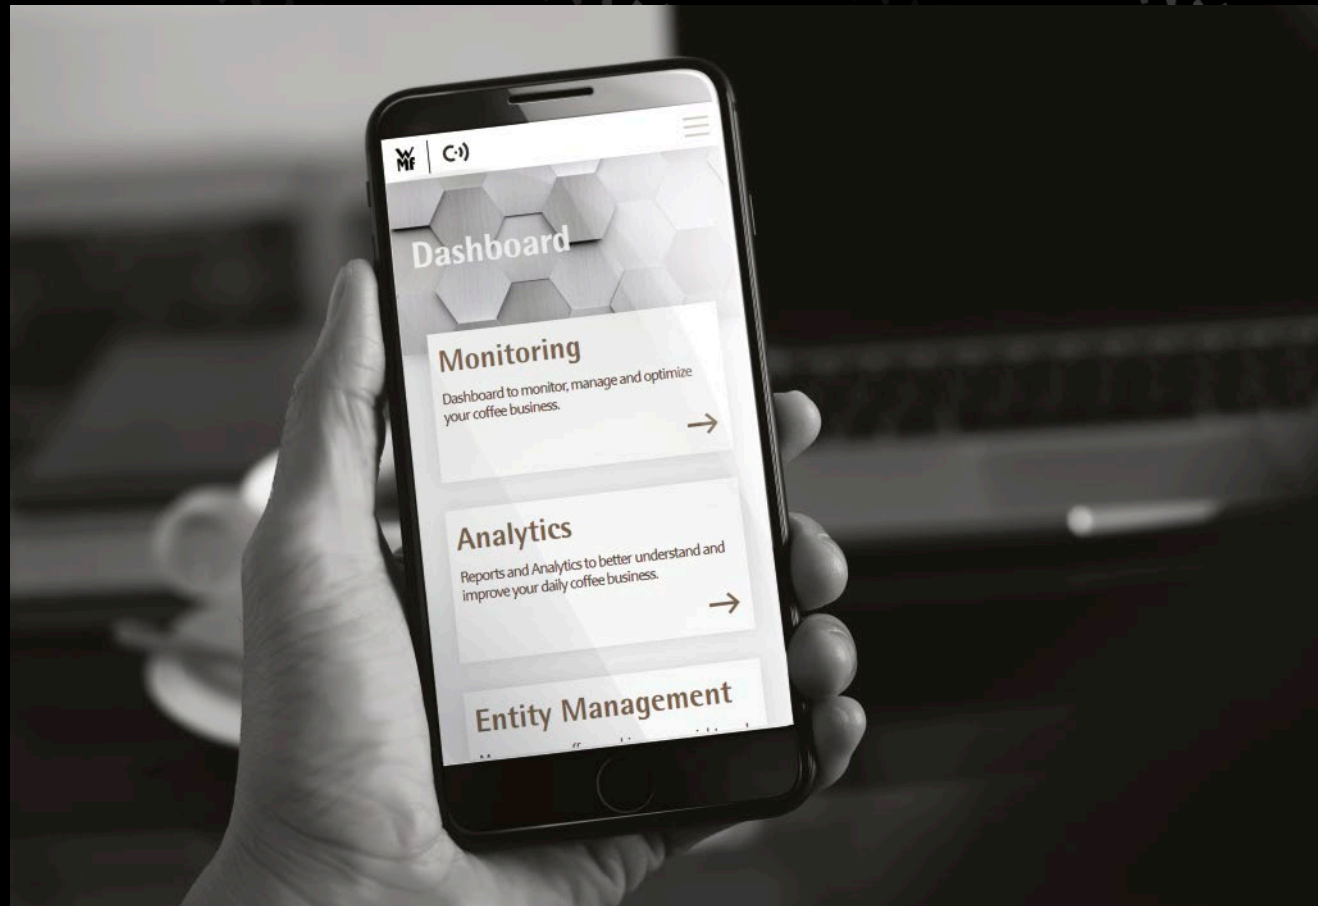 WMF
Dashboard
Monitoring
Dashboard to monitor, manage and optimize
your coffee business.
Analytics
Reports and Analytics to better understand and
improve your daily coffee business.
Entity Management